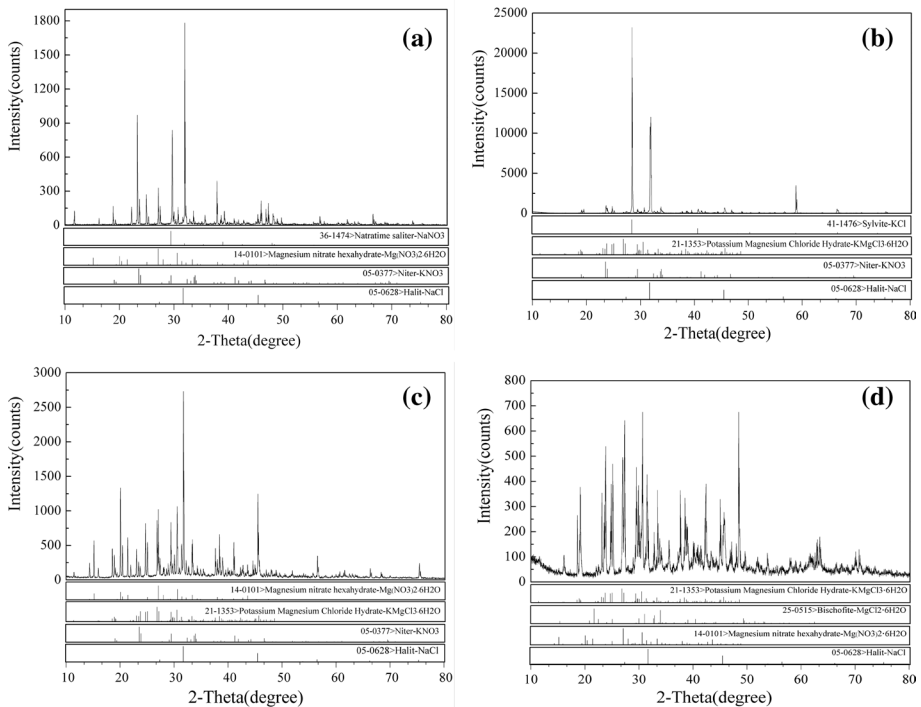 (a)
Intensity(counts)
1800
1500
1200
900
600
300
0
36-1474>Natratime saliter-NaNO3
14-0101>Magnesium nitrate hexahydrate-Mg(NO3)2·6H2O
05-0377>Niter-KNO3
05-0628>Halit-NaCl
10 20 30 40 50 60 70 80
2-Theta(degree)
(b)
Intensity(counts)
25000
20000
15000
10000
5000
0
41-1476>Sylvite-KCl
21-1353>Potassium Magnesium Chloride Hydrate-KMgCl3·6H2O
05-0377>Niter-KNO3
05-0628>Halit-NaCl
10 20 30 40 50 60 70 80
2-Theta(degree)
(c)
Intensity(counts)
3000
2500
2000
1500
1000
500
0
14-0101>Magnesium nitrate hexahydrate-Mg(NO3)2·6H2O
21-1353>Potassium Magnesium Chloride Hydrate-KMgCl3·6H2O
05-0377>Niter-KNO3
05-0628>Halit-NaCl
10 20 30 40 50 60 70 80
2-Theta(degree)
(d)
Intensity(counts)
800
700
600
500
400
300
200
100
0
21-1353>Potassium Magnesium Chloride Hydrate-KMgCl3·6H2O
25-0515>Bischofite-MgCl2·6H2O
14-0101>Magnesium nitrate hexahydrate-Mg(NO3)2·6H2O
05-0628>Halit-NaCl
10 20 30 40 50 60 70 80
2-Theta(degree)